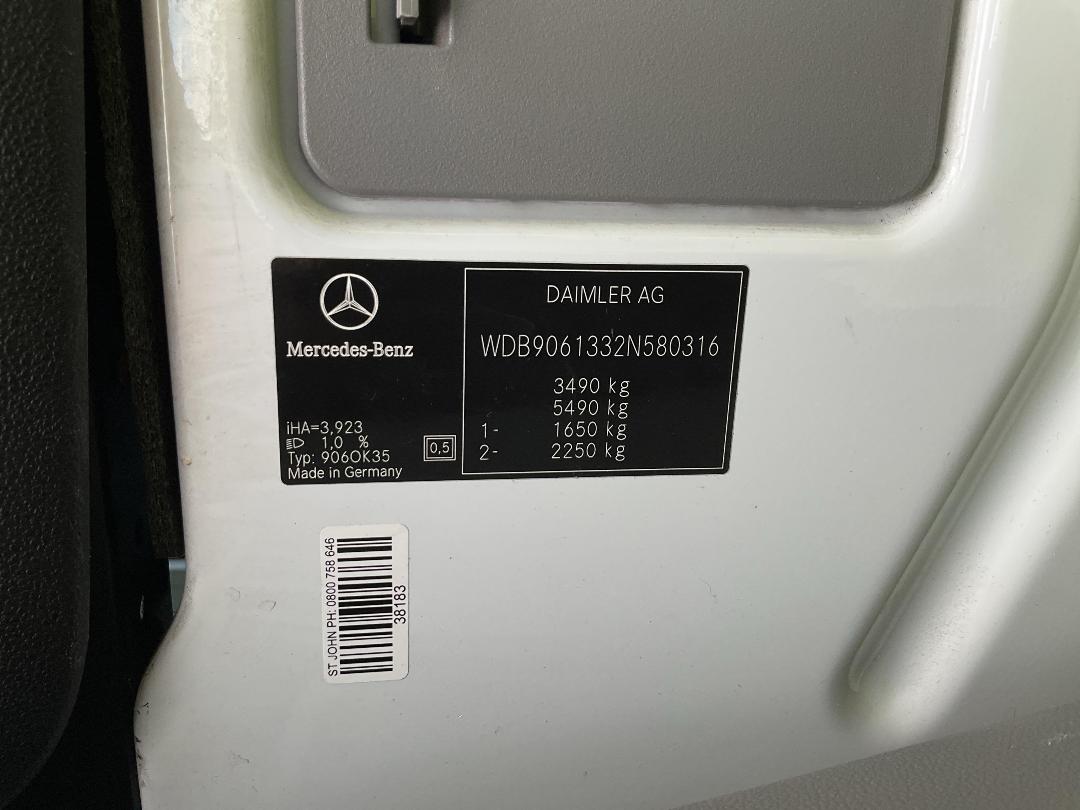 Mercedes-Benz
iHA=3,923
1,0 %
Typ: 906OK35
Made in Germany
0,5
DAIMLER AG
WDB9061332N580316
3490 kg
5490 kg
1- 1650 kg
2- 2250 kg
ST JOHN PH: 0800 758 646
38183